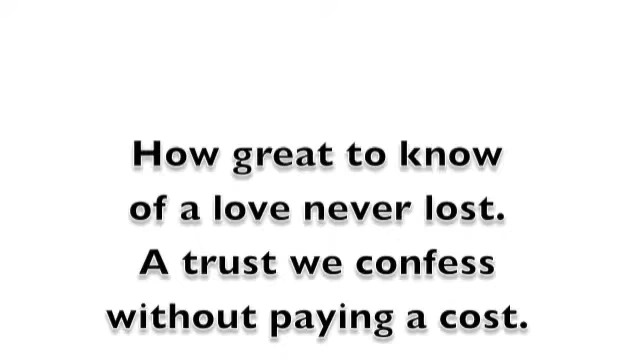 How great to know
of a love never lost.
A trust we confess
without paying a cost.